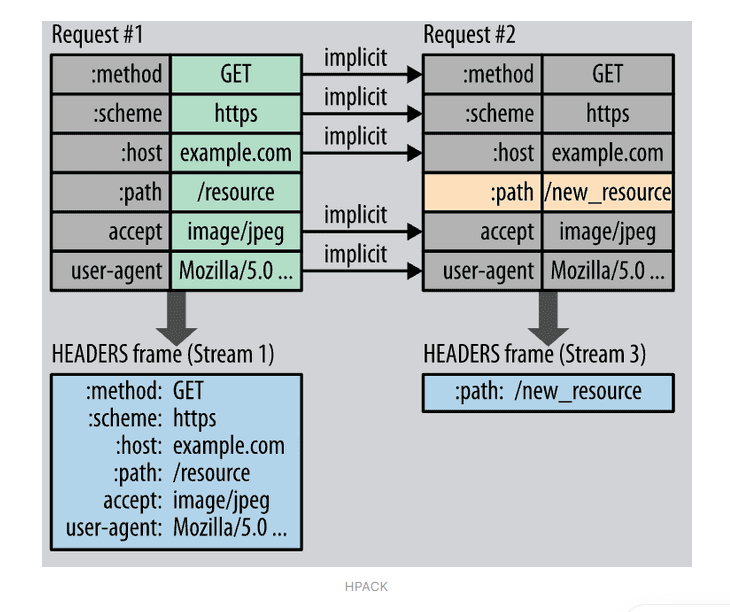 Request #1
:method GET
:scheme https
:host example.com
:path /resource
accept image/jpeg
user-agent Mozilla/5.0 ...
implicit
implicit
implicit
implicit
implicit
Request #2
:method GET
:scheme https
:host example.com
:path /new_resource
accept image/jpeg
user-agent Mozilla/5.0 ...
HEADERS frame (Stream 1)
:method: GET
:scheme: https
:host: example.com
:path: /resource
accept: image/jpeg
user-agent: Mozilla/5.0 ...
HEADERS frame (Stream 3)
:path: /new_resource
HPACK